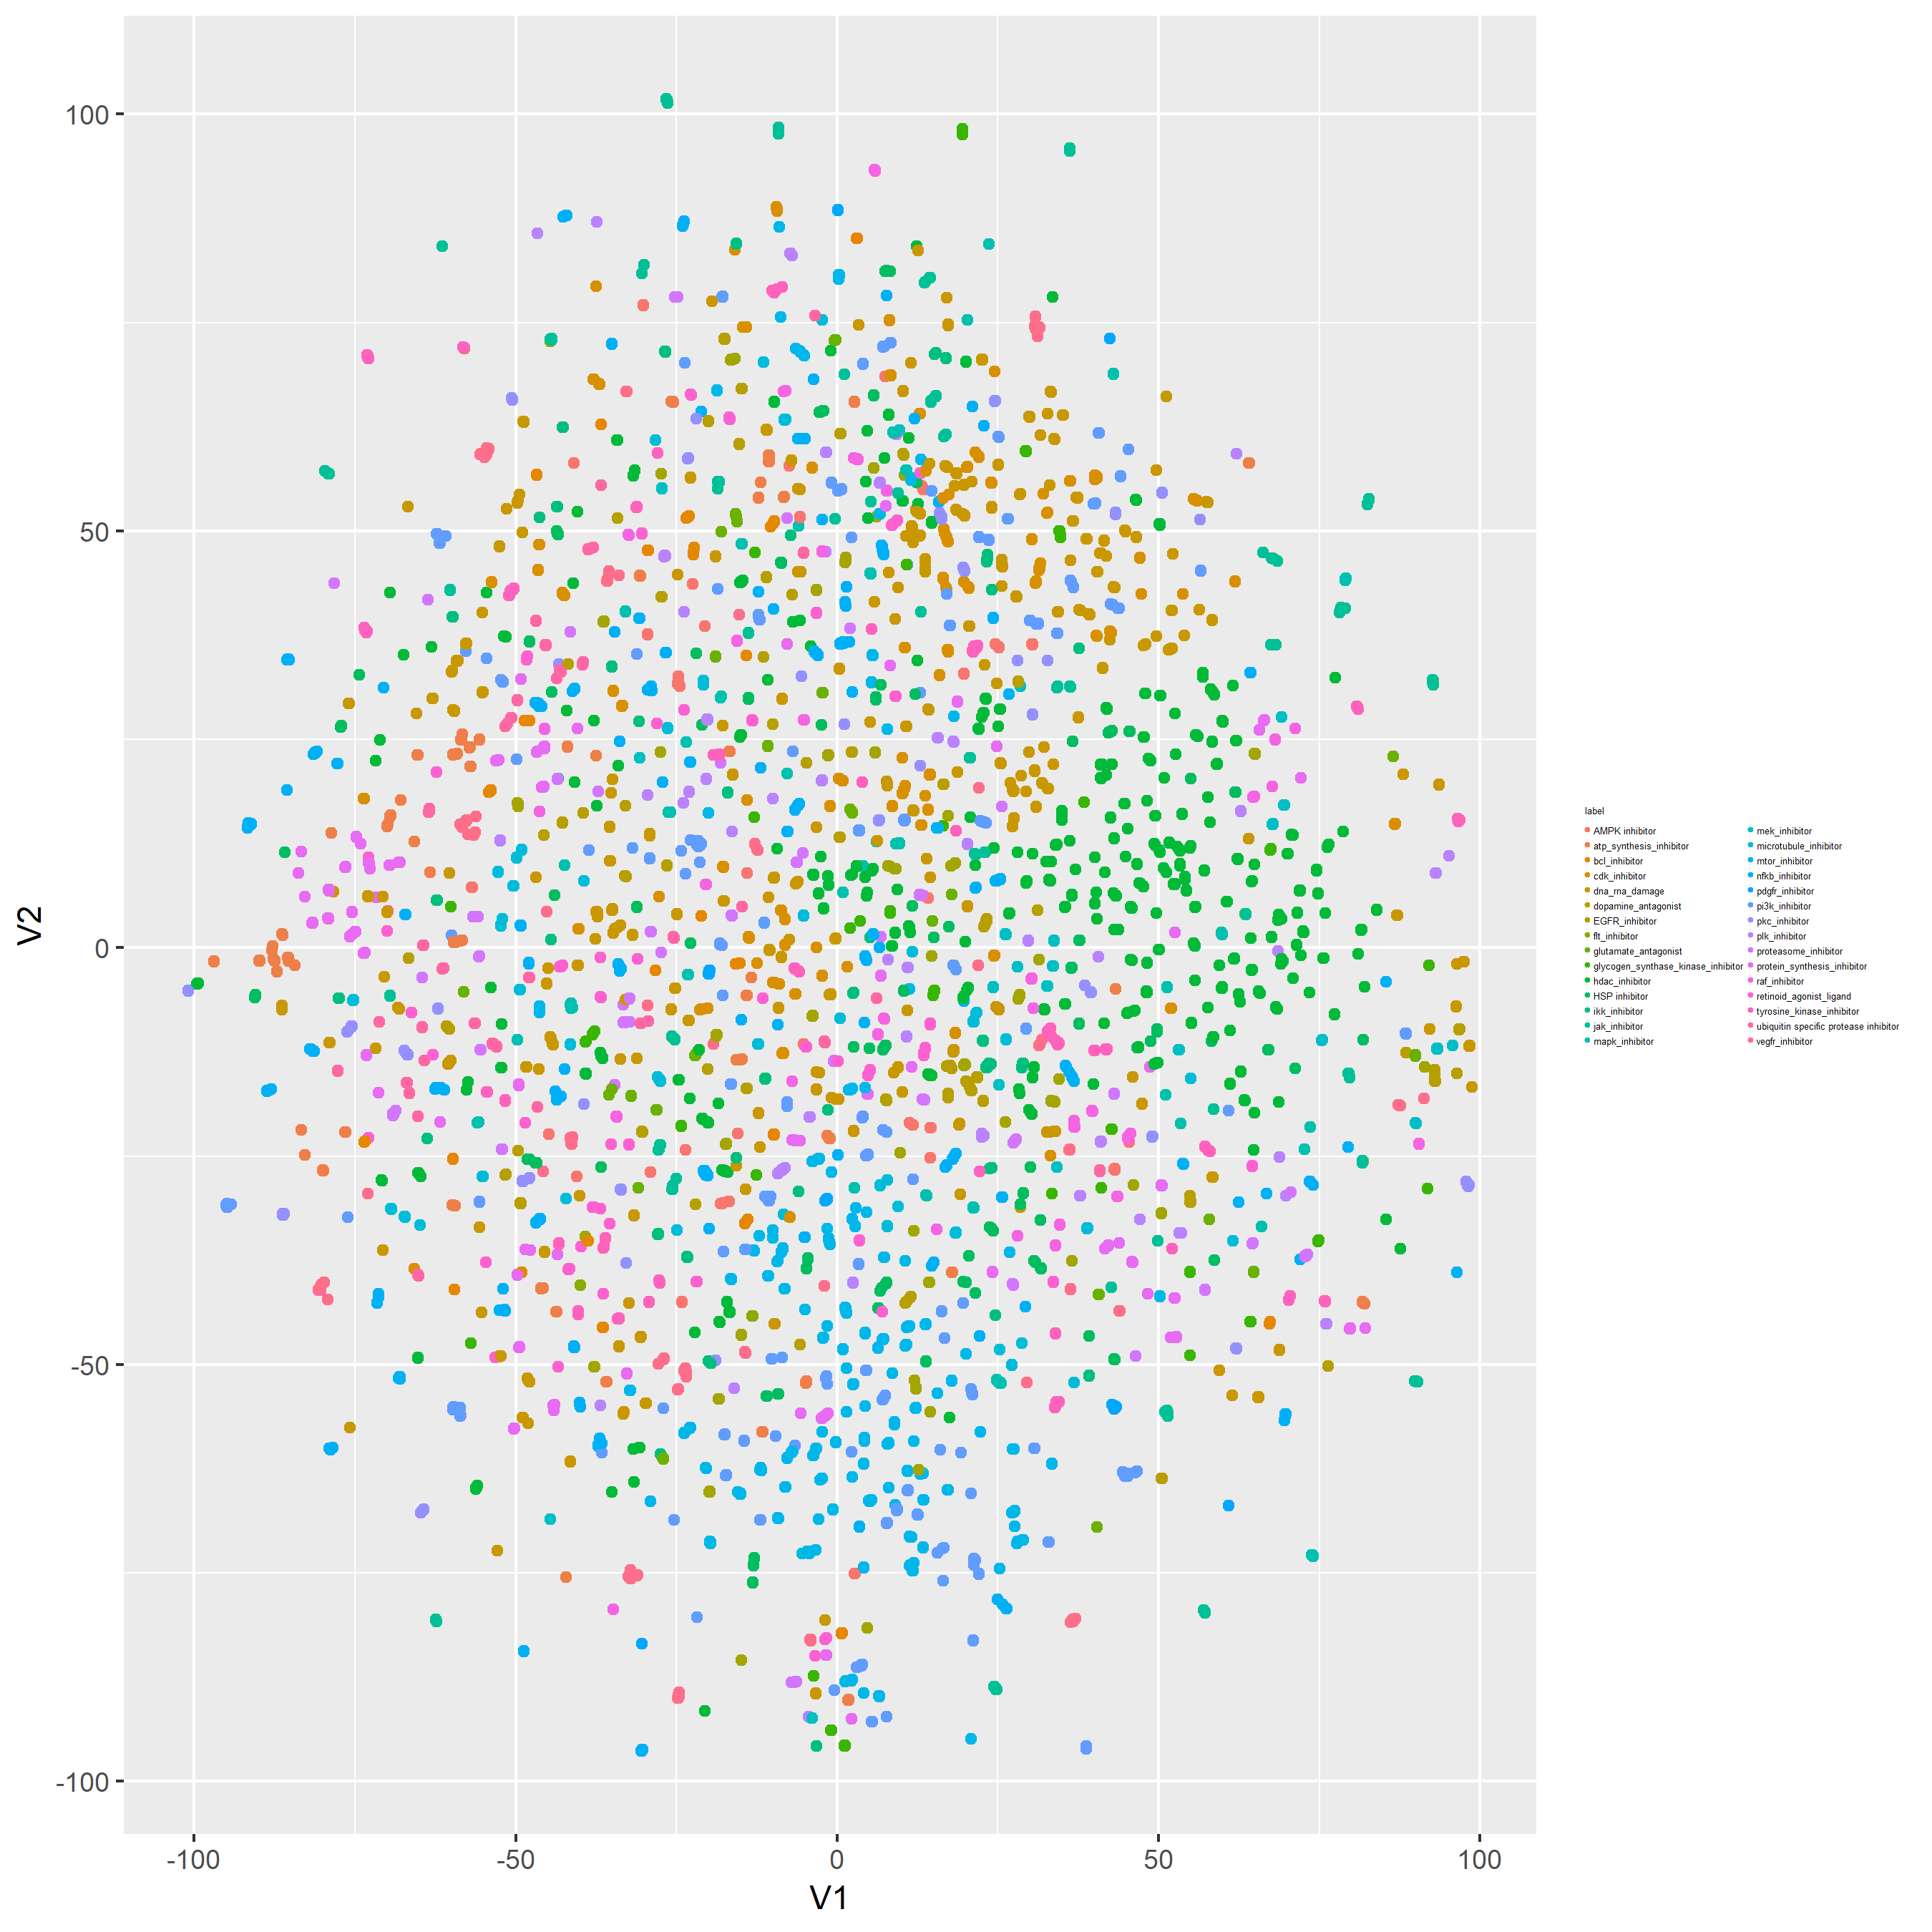 100
50
0
-50
-100
V2
-100
-50
0
50
100
V1
label
AMPK inhibitor
atp_synthesis_inhibitor
bcl_inhibitor
cdk_inhibitor
dna_rna_damage
dopamine_antagonist
EGFR_inhibitor
flt_inhibitor
glutamate_antagonist
glycogen_synthase_kinase_inhibitor
hdac_inhibitor
HSP inhibitor
ikk_inhibitor
jak_inhibitor
mapk_inhibitor
mek_inhibitor
microtubule_inhibitor
mtor_inhibitor
nfkb_inhibitor
pdgfr_inhibitor
pi3k_inhibitor
pkc_inhibitor
plk_inhibitor
proteasome_inhibitor
protein_synthesis_inhibitor
raf_inhibitor
retinoid_agonist_ligand
tyrosine_kinase_inhibitor
ubiquitin specific protease inhibitor
vegfr_inhibitor